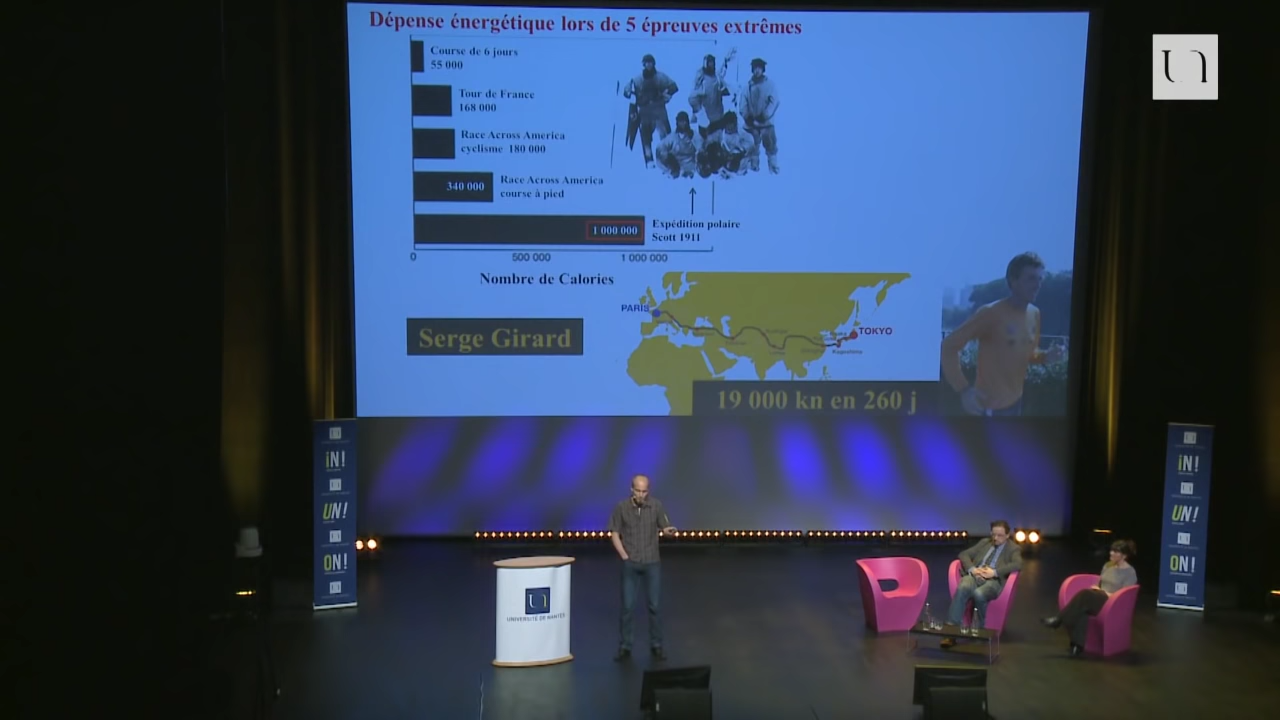 Dépense énergétique lors de 5 épreuves extrêmes
Course de 6 jours
55 000
Tour de France
168 000
Race Across America
cyclisme 180 000
340 000
Race Across America
course à pied
1 000 000
Expédition polaire
Scott 1911
0
500 000
1 000 000
Nombre de Calories
PARIS
TOKYO
Serge Girard
19 000 kn en 260 j
iN!
UN!
ON!
iN!
UN!
ON!
UNIVERSITÉ DE NANTES